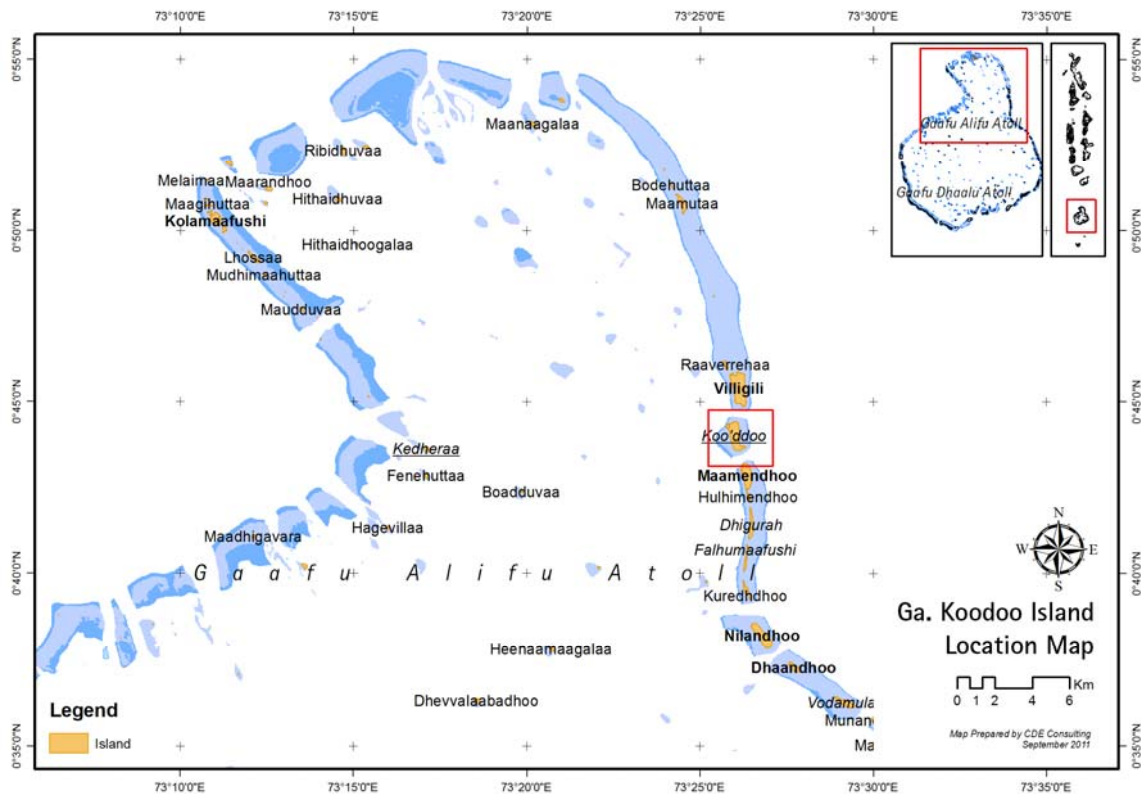 73°10'0"E 73°15'0"E 73°20'0"E 73°25'0"E 73°30'0"E 73°35'0"E
0°55'0"N 0°55'0"N
Maanaagalaa
Gaafu Alifu Atoll
Ribidhuvaa
Melaimaa Maarandhoo
Bodehuttaa
Gaafu Dhaalu Atoll
Maagihuttaa Hithaidhuvaa
Maamutaa
Kolamaafushi
0°50'0"N 0°50'0"N
Hithaidhoogalaa
Lhossaa
Mudhimaahuttaa
Maudduvaa
Raaverrehaa
Villigili
0°45'0"N 0°45'0"N
Koo'ddoo
Kedheraa
Fenehuttaa Maamendhoo
Boadduvaa Hulhimendhoo
Hagevillaa Dhigurah
Maadhigavara
Falhumaafushi
N
W E
S
0°40'0"N Gaafu Alifu Atoll 0°40'0"N
Kuredhdhoo
Ga. Koodoo Island
Location Map
Nilandhoo
Heenaamaagalaa
Dhaandhoo
Km
0 1 2 4 6
Dhevvalaabadhoo
Vodamula
Munan
Legend
Island
Map Prepared by CDE Consulting
September 2011
Ma
0°35'0"N 0°35'0"N
73°10'0"E 73°15'0"E 73°20'0"E 73°25'0"E 73°30'0"E 73°35'0"E